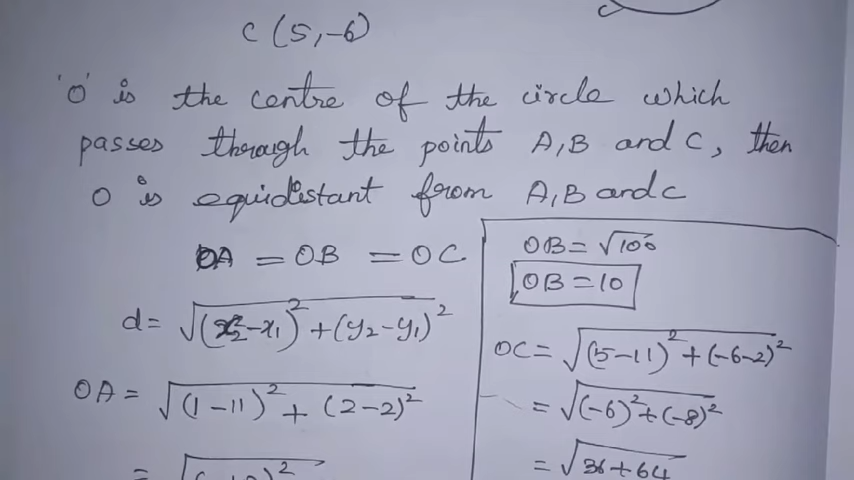 C (5, -6)
'O' is the centre of the circle which
passes through the points A, B and C, then
O is equidistant from A, B and C
OA = OB = OC
d = √(x₂-x₁)² + (y₂-y₁)²
OA = √(1-11)² + (2-2)²
OB = √100
OB = 10
OC = √(5-11)² + (-6-2)²
= √(-6)² + (-8)²
= √36+64